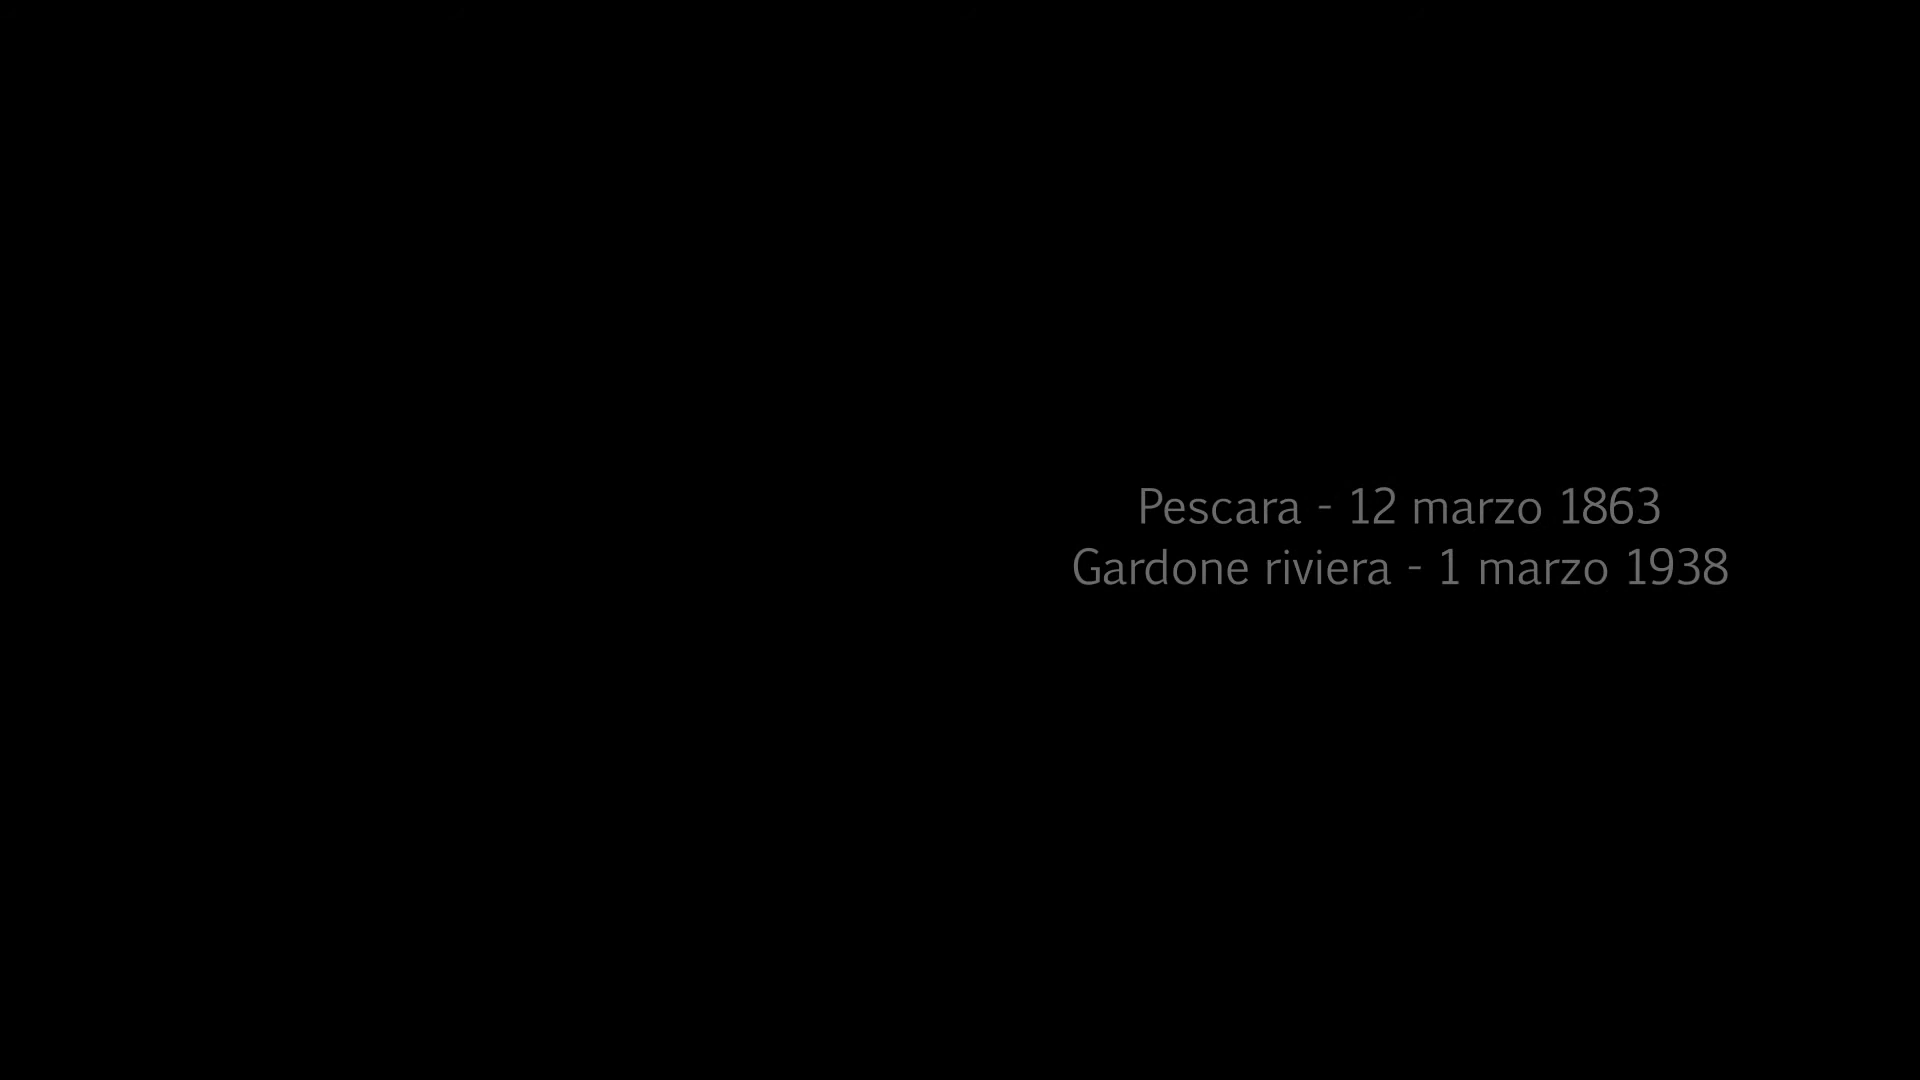 Pescara - 12 marzo 1863
Gardone riviera - 1 marzo 1938